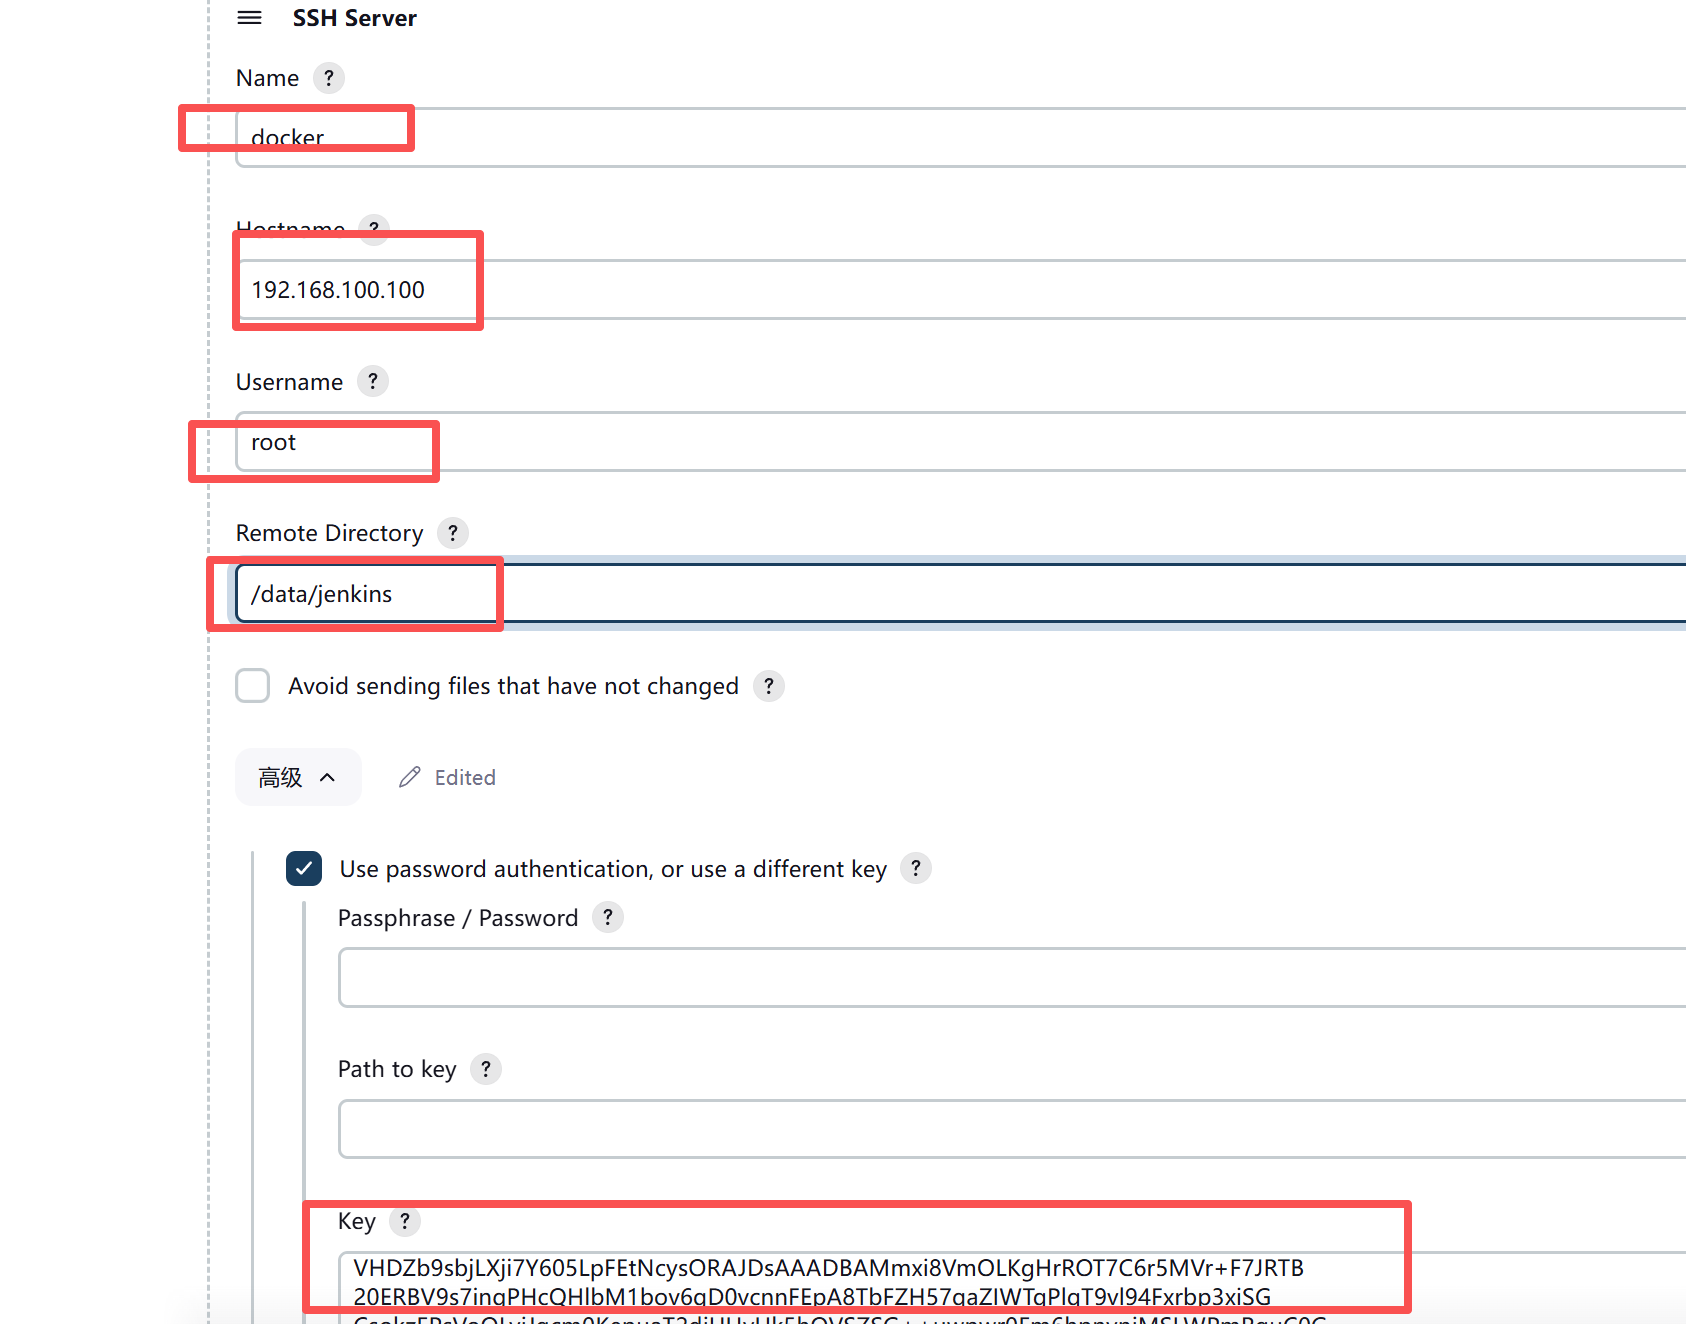 SSH Server
Name ?
docker
Hostname ?
192.168.100.100
Username ?
root
Remote Directory ?
/data/jenkins
Avoid sending files that have not changed ?
高级 Edited
Use password authentication, or use a different key ?
Passphrase / Password ?
Path to key ?
Key ?
VHDZb9sbjLXji7Y605LpFEtNcysORAJDsAAADBAMmxi8VmOLKgHrROT7C6r5MVr+F7JRTB